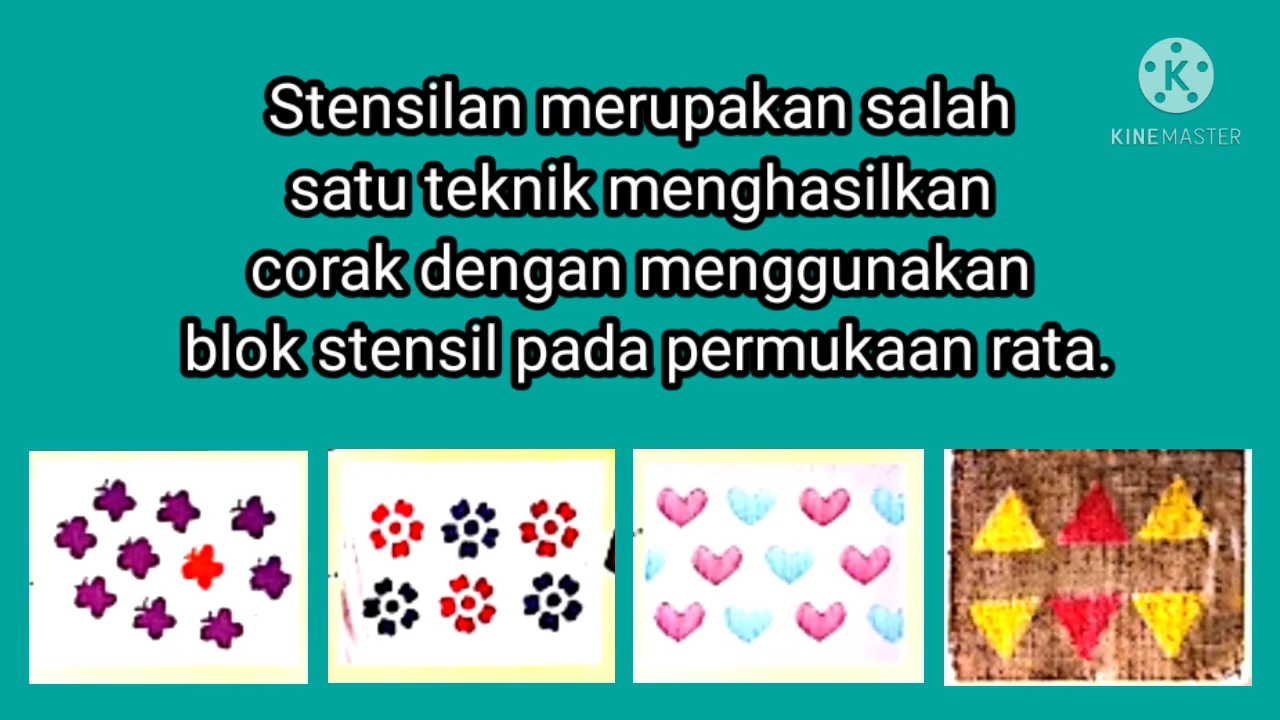 Stensilan merupakan salah
satu teknik menghasilkan
corak dengan menggunakan
blok stensil pada permukaan rata.
K
KINEMASTER